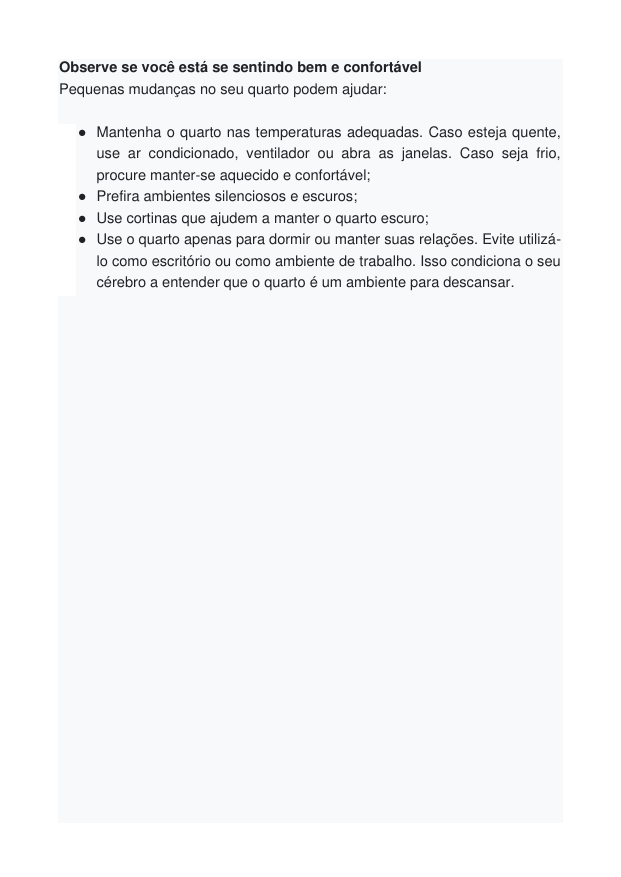 Observe se você está se sentindo bem e confortável
Pequenas mudanças no seu quarto podem ajudar:
● Mantenha o quarto nas temperaturas adequadas. Caso esteja quente,
use ar condicionado, ventilador ou abra as janelas. Caso seja frio,
procure manter-se aquecido e confortável;
● Prefira ambientes silenciosos e escuros;
● Use cortinas que ajudem a manter o quarto escuro;
● Use o quarto apenas para dormir ou manter suas relações. Evite utilizá-
lo como escritório ou como ambiente de trabalho. Isso condiciona o seu
cérebro a entender que o quarto é um ambiente para descansar.